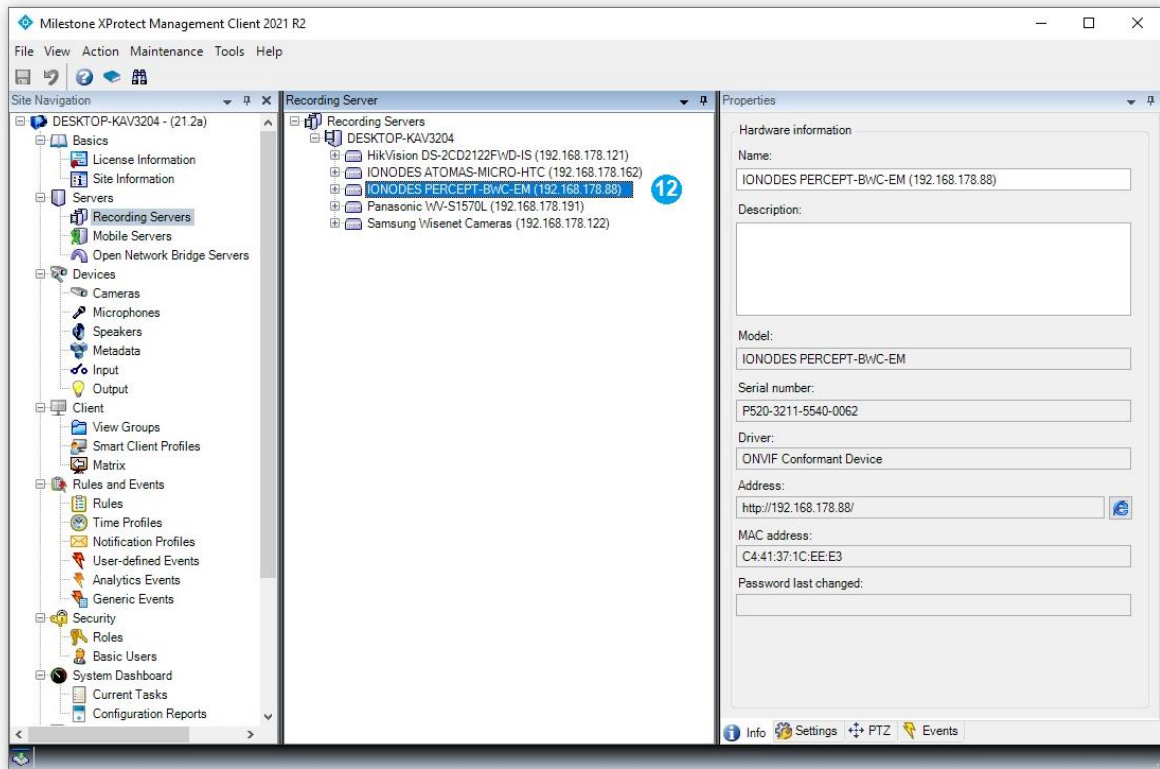 Milestone XProtect Management Client 2021 R2
File View Action Maintenance Tools Help
Site Navigation
DESKTOP-KAV3204 - (21.2a)
Basics
License Information
Site Information
Servers
Recording Servers
Mobile Servers
Open Network Bridge Servers
Devices
Cameras
Microphones
Speakers
Metadata
Input
Output
Client
View Groups
Smart Client Profiles
Matrix
Rules and Events
Rules
Time Profiles
Notification Profiles
User-defined Events
Analytics Events
Generic Events
Security
Roles
Basic Users
System Dashboard
Current Tasks
Configuration Reports
Recording Server
Recording Servers
DESKTOP-KAV3204
HikVision DS-2CD2122FWD-IS (192.168.178.121)
IONODES ATOMAS-MICRO-HTC (192.168.178.162)
IONODES PERCEPT-BWC-EM (192.168.178.88) 12
Panasonic WV-S1570L (192.168.178.191)
Samsung Wisenet Cameras (192.168.178.122)
Properties
Hardware information
Name:
IONODES PERCEPT-BWC-EM (192.168.178.88)
Description:
Model:
IONODES PERCEPT-BWC-EM
Serial number:
P520-3211-5540-0062
Driver:
ONVIF Conformant Device
Address:
http://192.168.178.88/
MAC address:
C4:41:37:1C:EE:E3
Password last changed:
Info Settings PTZ Events